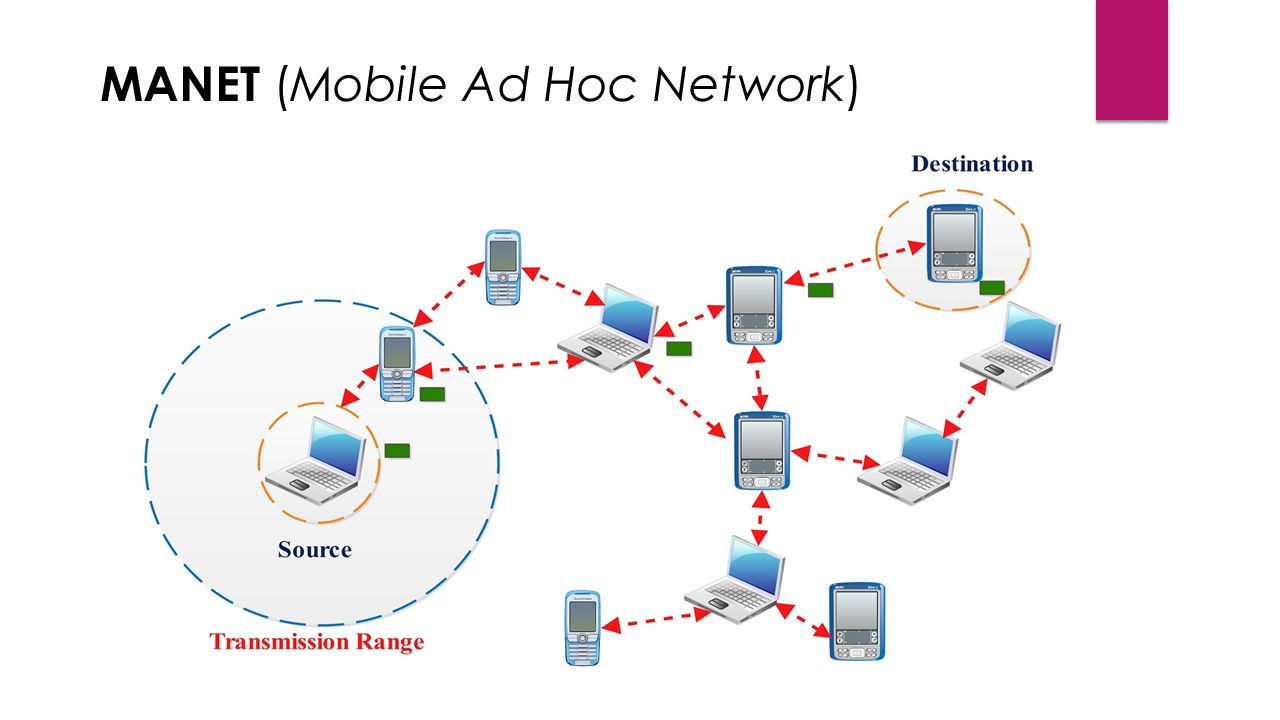 MANET (Mobile Ad Hoc Network)
Destination
Source
Transmission Range